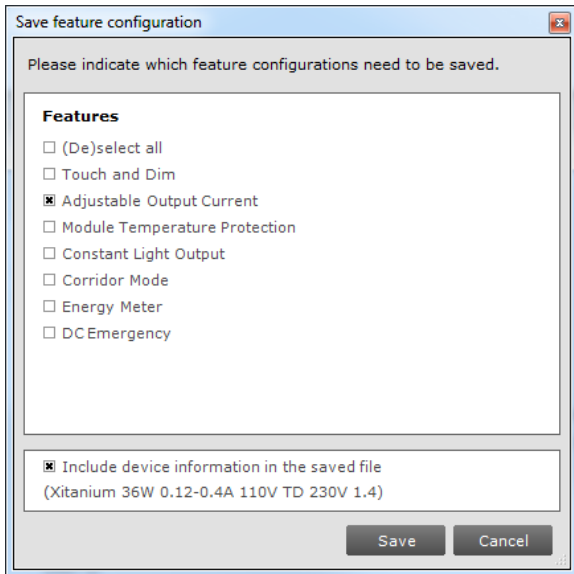 Save feature configuration
Please indicate which feature configurations need to be saved.
Features
(De)select all
Touch and Dim
Adjustable Output Current
Module Temperature Protection
Constant Light Output
Corridor Mode
Energy Meter
DC Emergency
Include device information in the saved file
(Xitanium 36W 0.12-0.4A 110V TD 230V 1.4)
Save Cancel